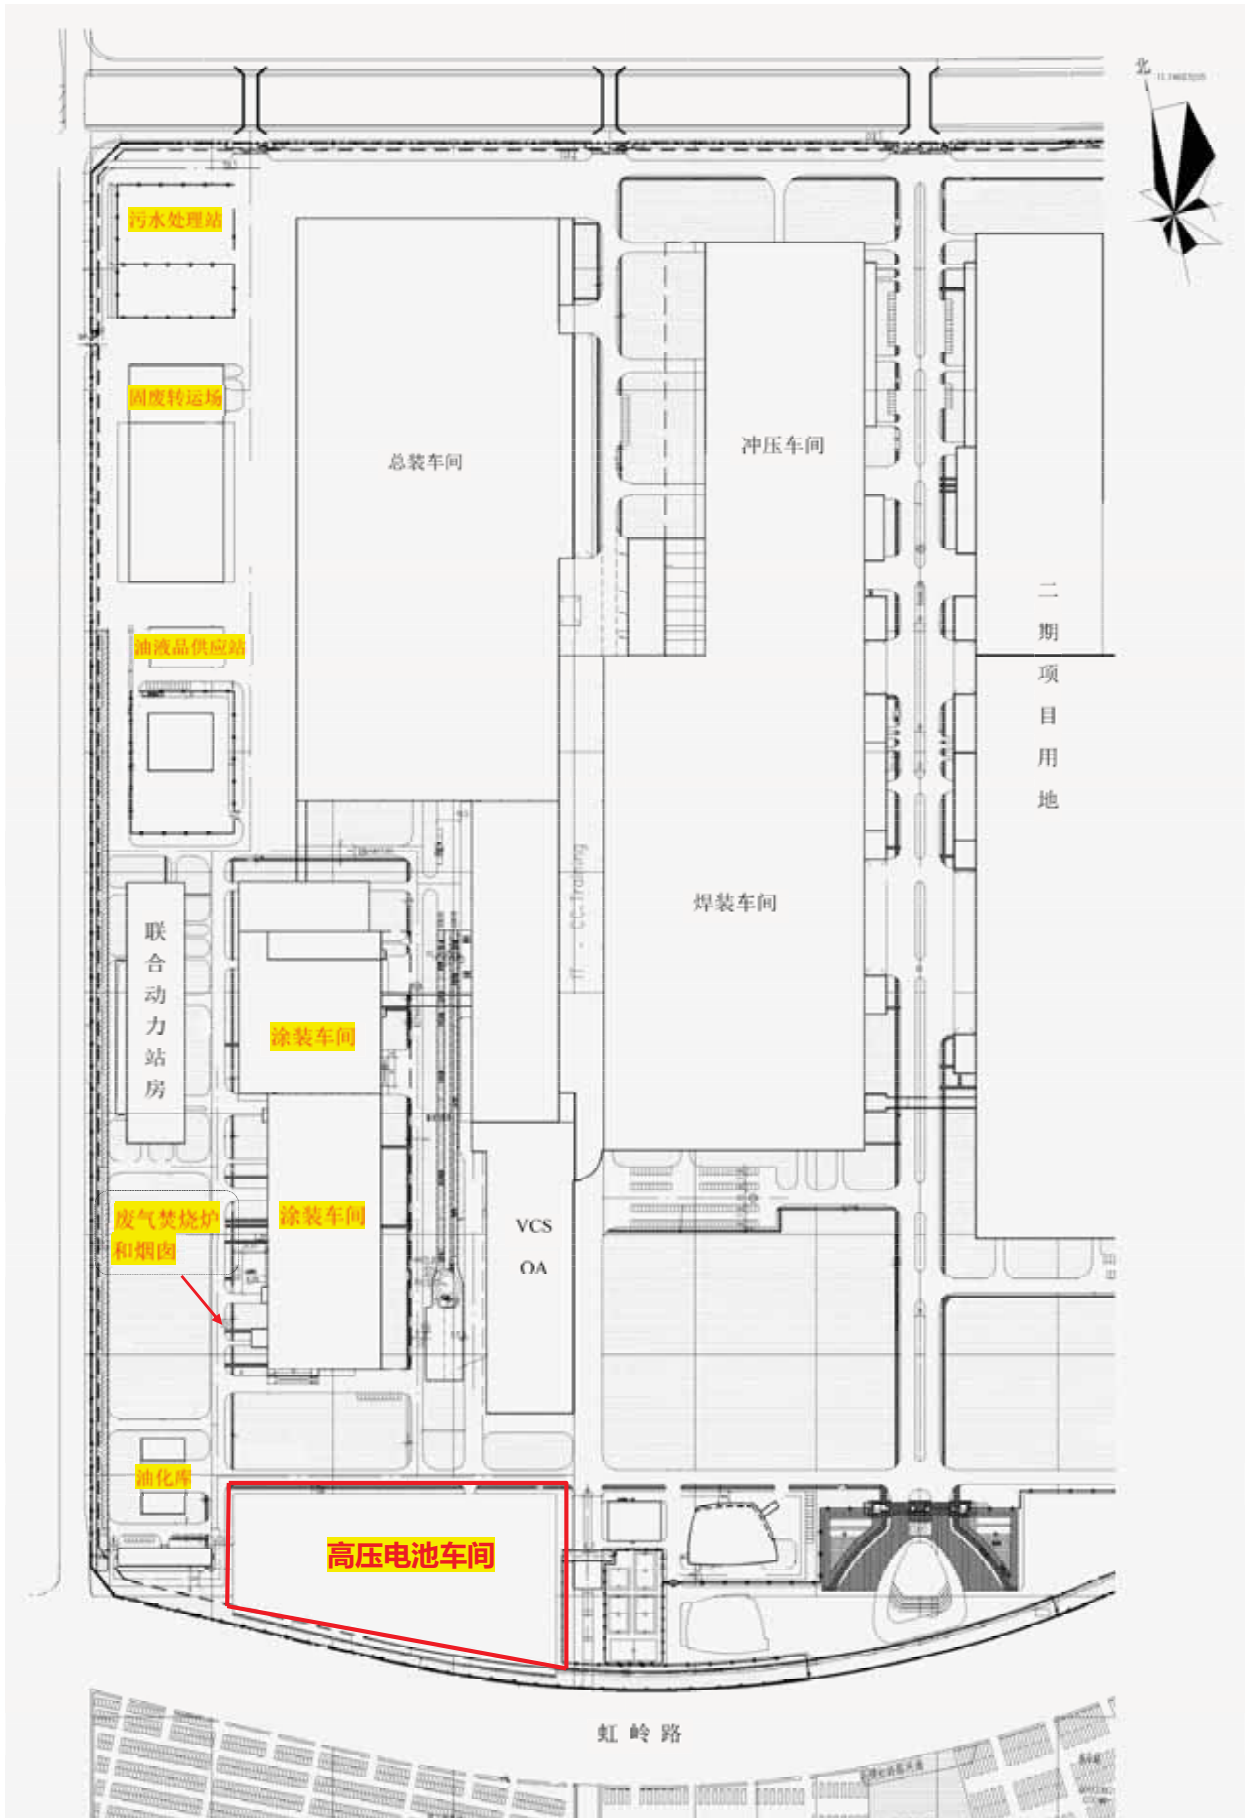 北
污水处理站
固废转运场
总装车间
冲压车间
油液品供应站
二期项目用地
焊装车间
TT - CC-Training
联合动力站房
涂装车间
废气焚烧炉
和烟囱
涂装车间
VCS
OA
油化库
高压电池车间
虹岭路